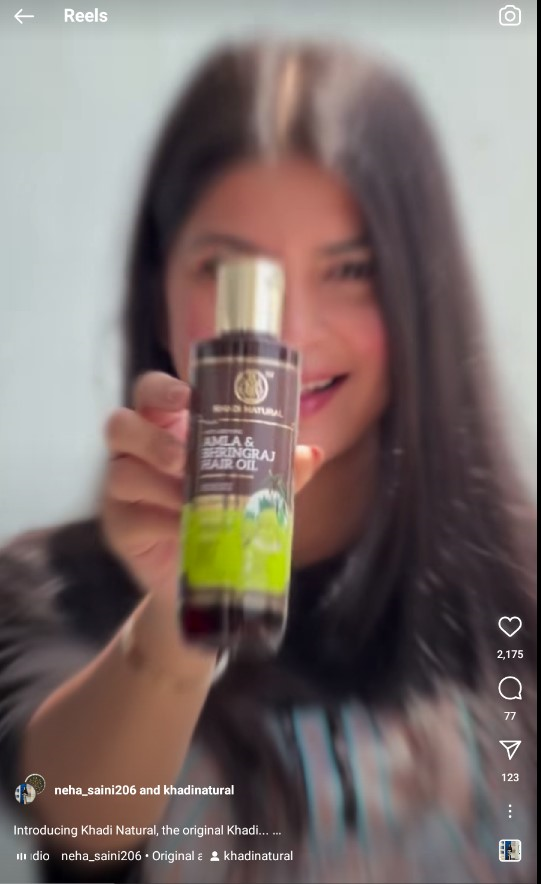 Reels
KHADI NATURAL
AMLA &
BHRINGRAJ
HAIR OIL
2,175
77
123
neha_saini206 and khadinatural
Introducing Khadi Natural, the original Khadi... ...
dio neha_saini206 • Original a khadinatural